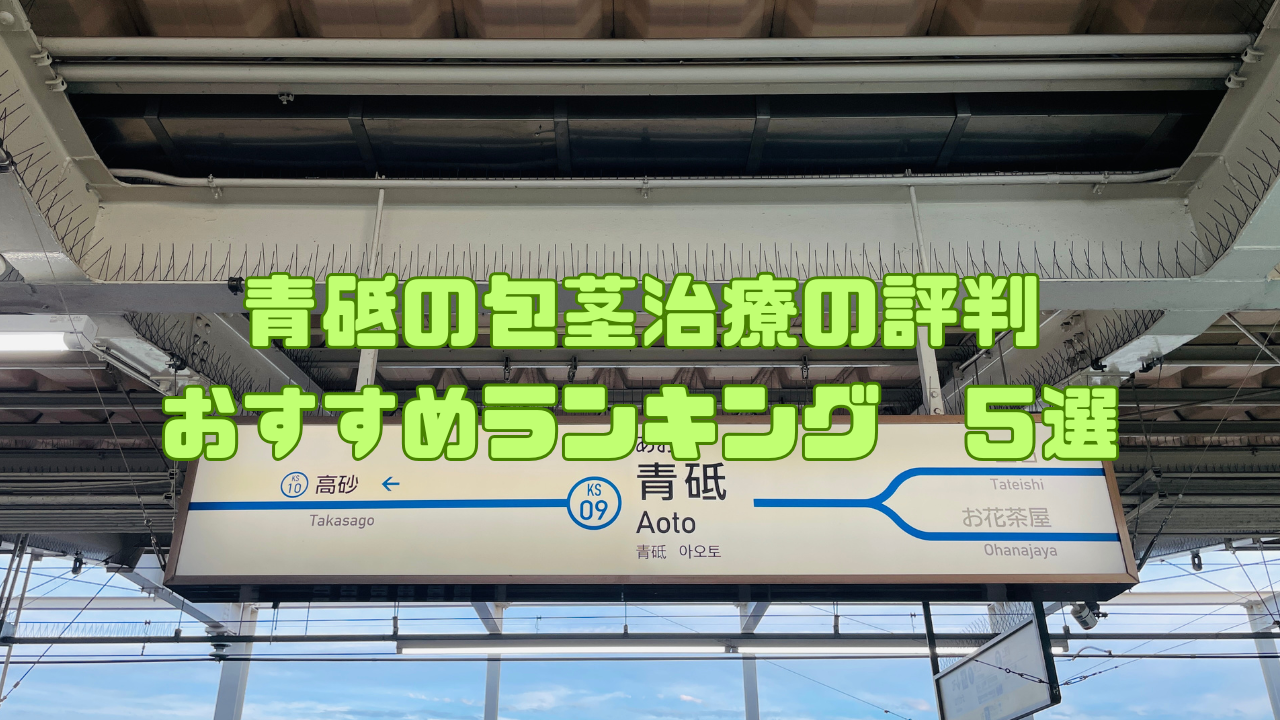 青砥の包茎治療の評判
おすすめランキング　5選
KS 10 高砂 ←
Takasago
KS 09
青砥
Aoto
青砥 아오토
Tateishi
お花茶屋
Ohanajaya